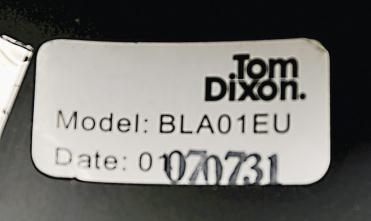 Tom
Dixon.
Model: BLA01EU
Date: 01070731